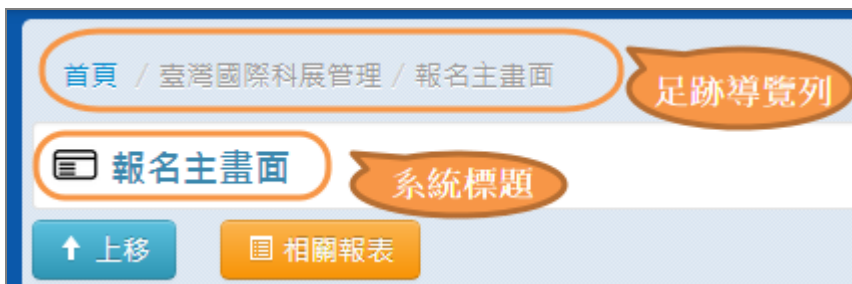 首頁 / 臺灣國際科展管理 / 報名主畫面
足跡導覽列
報名主畫面
系統標題
上移
相關報表